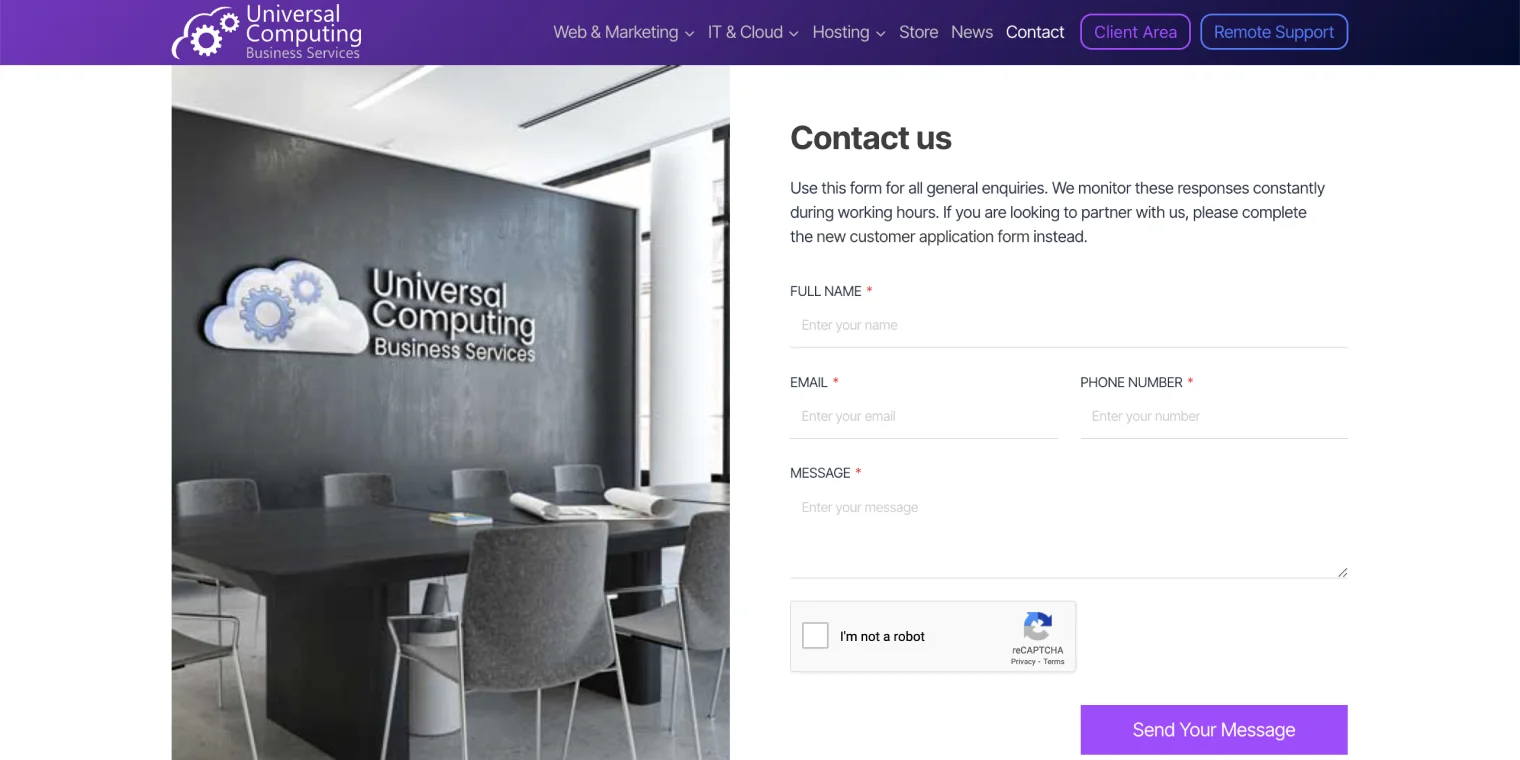 Universal
Computing
Business Services
Web & Marketing IT & Cloud Hosting Store News Contact Client Area Remote Support
Universal
Computing
Business Services
Contact us
Use this form for all general enquiries. We monitor these responses constantly
during working hours. If you are looking to partner with us, please complete
the new customer application form instead.
FULL NAME *
Enter your name
EMAIL * PHONE NUMBER *
Enter your email Enter your number
MESSAGE *
Enter your message
I'm not a robot
reCAPTCHA
Privacy - Terms
Send Your Message